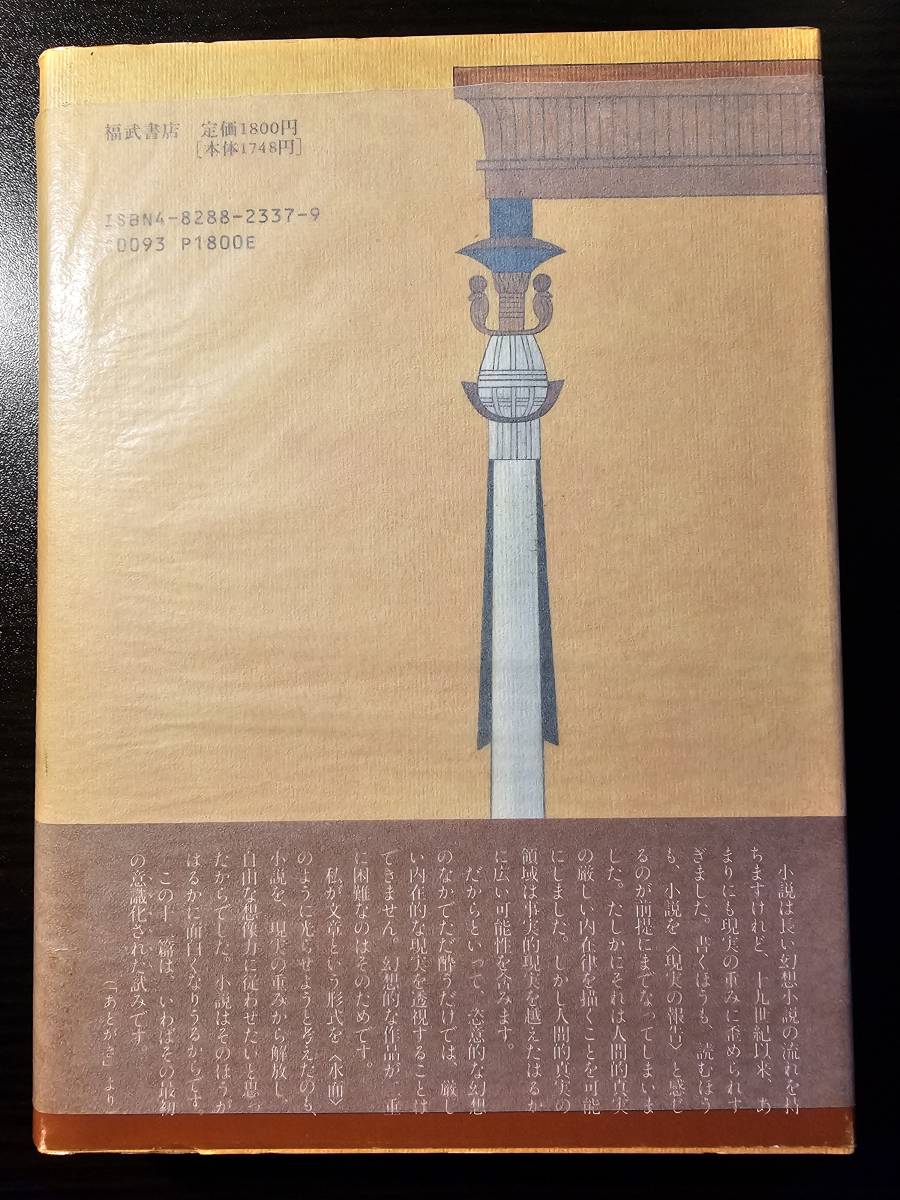 福武書店 定価1800円
[本体1748円]
ISBN4-8288-2337-9
0093 P1800E
小説は長い幻想小説の流れを持
ちますけれど、十九世紀以来、あ
まりにも現実の重みに歪められす
ぎました。書くほうも、読むほう
も、小説を〈現実の報告〉と感じ
るのが前提にまでなってしまいま
した。たしかにそれは人間的真実
の厳しい内在律を描くことを可能
にしました。しかし人間的真実の
領域は事実的現実を越えたはるか
に広い可能性を含みます。
だからといって、恣意的な幻想
のなかでただ酔うだけでは、厳し
い内在的な現実を透視することは
できません。幻想的な作品が二重
に困難なのはそのためです。
私が文章という形式を〈水面〉
のように光らせようと考えたのも、
小説を、現実の重みから解放し、
自由な想像力に従わせたいと思っ
たからでした。小説はそのほうが
はるかに面白くなりうるからです。
この十二篇は、いわばその最初
の意識化された試みです。
(「あとがき」より